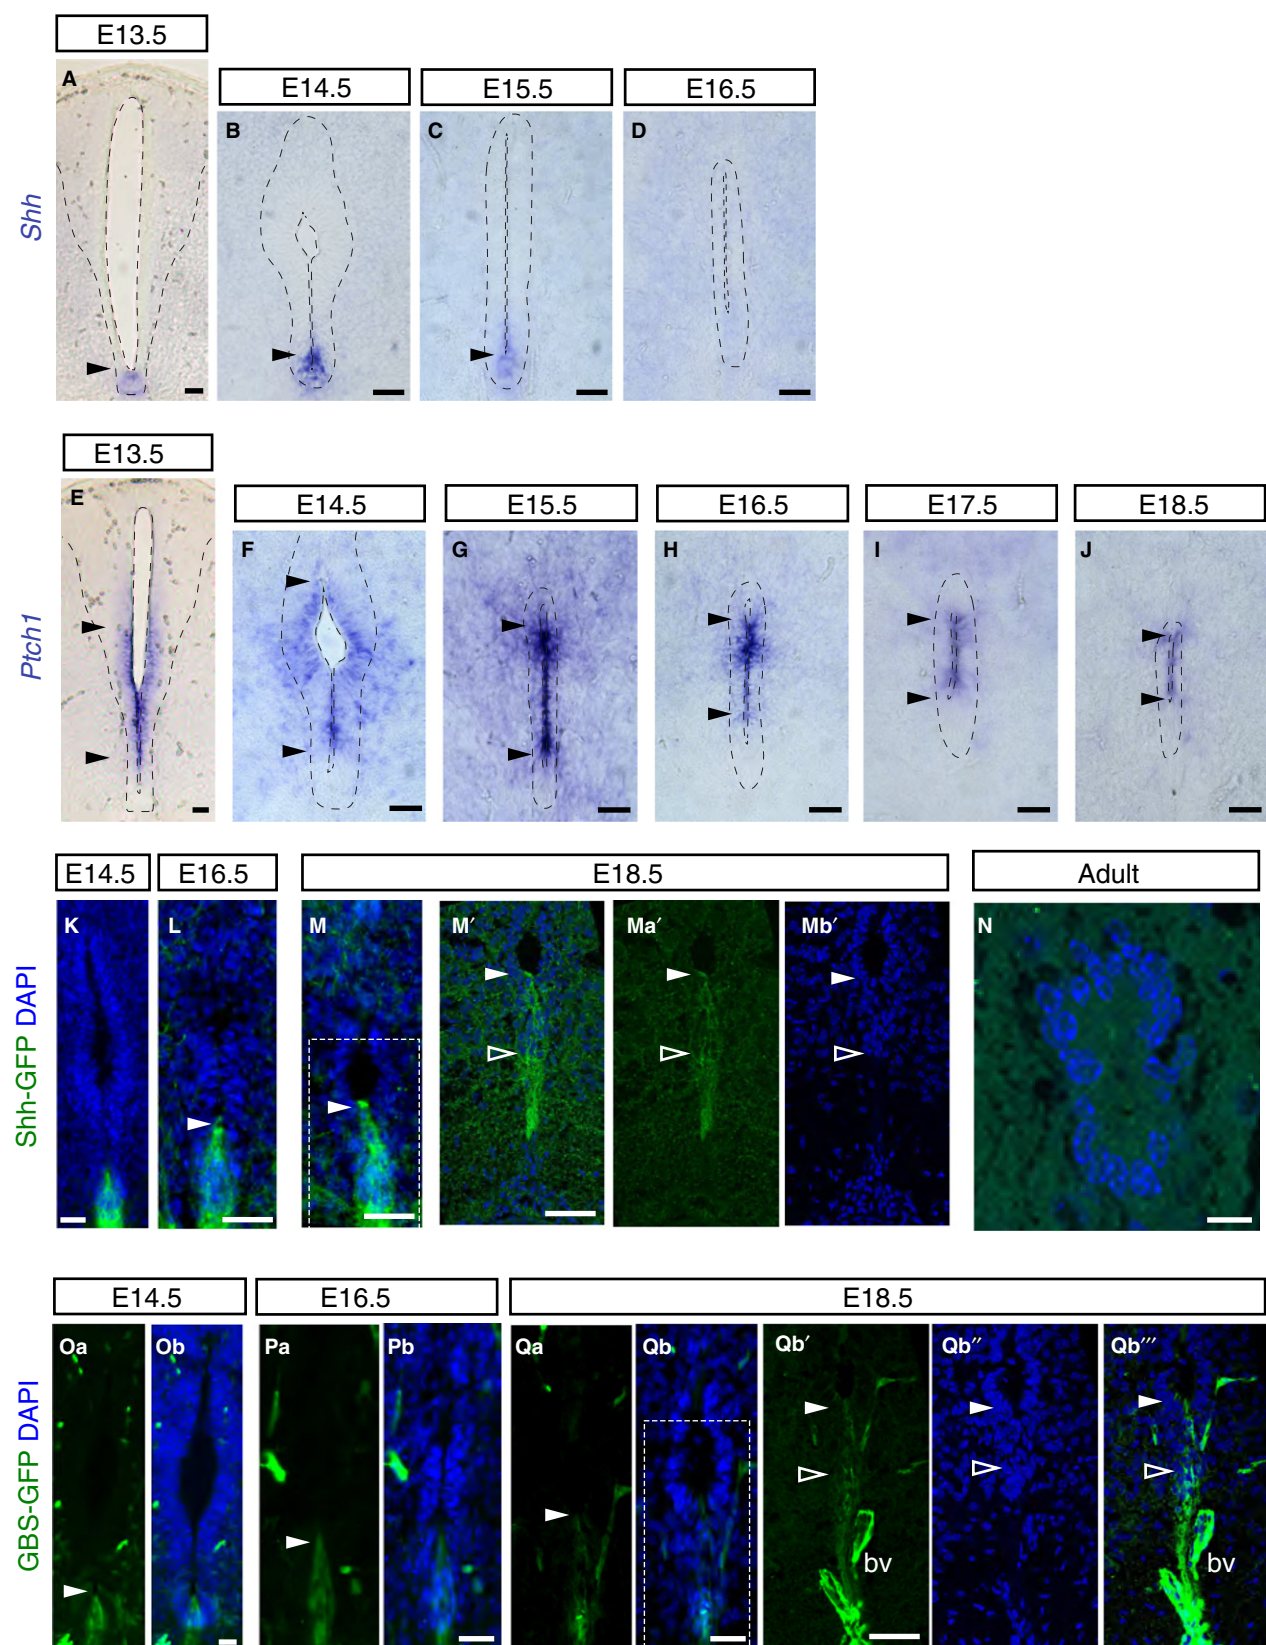 E13.5
A
E14.5
E15.5
E16.5
B
C
D
Shh
E13.5
E
E14.5
E15.5
E16.5
E17.5
E18.5
F
G
H
I
J
Ptch1
E14.5
E16.5
E18.5
Adult
K
L
M
M′
Ma′
Mb′
N
Shh-GFP DAPI
E14.5
E16.5
E18.5
Oa
Ob
Pa
Pb
Qa
Qb
Qb′
Qb″
Qb‴
bv
bv
GBS-GFP DAPI